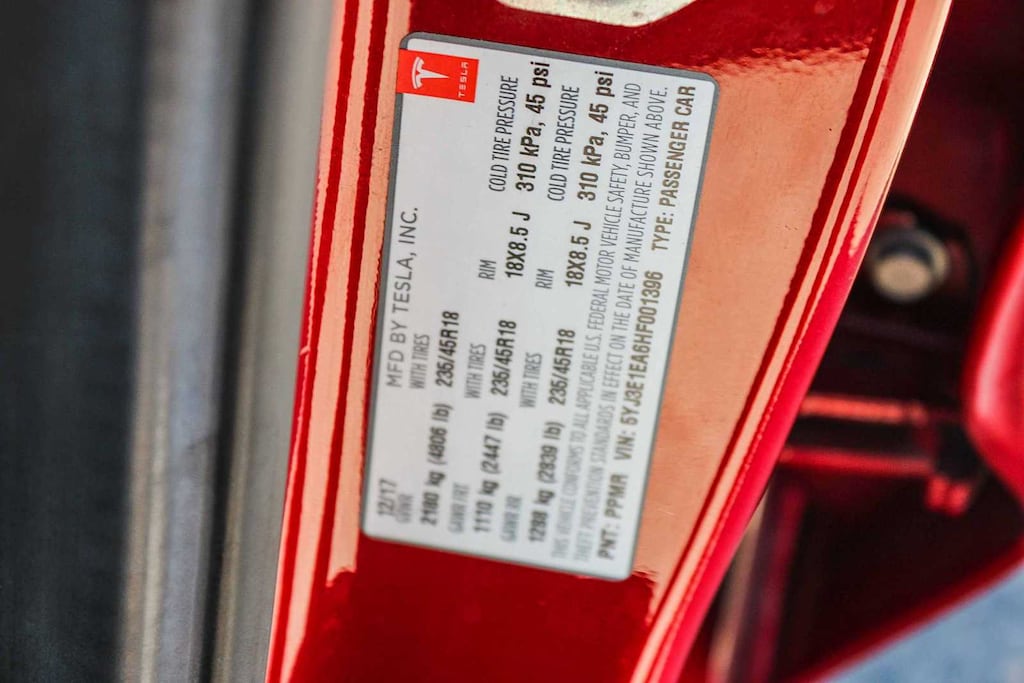 TESLA
12/17 MFD BY TESLA, INC.
GVWR WITH TIRES
2180 kg (4806 lb) 235/45R18
GAWR FRT WITH TIRES RIM COLD TIRE PRESSURE
1110 kg (2447 lb) 235/45R18 18X8.5 J 310 kPa, 45 psi
GAWR RR WITH TIRES RIM COLD TIRE PRESSURE
1288 kg (2839 lb) 235/45R18 18X8.5 J 310 kPa, 45 psi
THIS VEHICLE CONFORMS TO ALL APPLICABLE U.S. FEDERAL MOTOR VEHICLE SAFETY, BUMPER, AND
THEFT PREVENTION STANDARDS IN EFFECT ON THE DATE OF MANUFACTURE SHOWN ABOVE.
PNT: PPMR VIN: 5YJ3E1EA6HF001396 TYPE: PASSENGER CAR